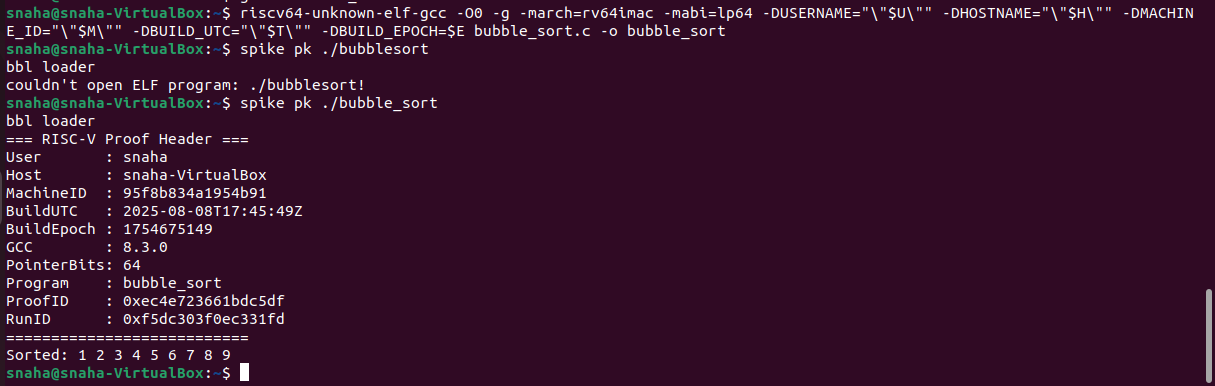 snaha@snaha-VirtualBox:~$ riscv64-unknown-elf-gcc -O0 -g -march=rv64imac -mabi=lp64 -DUSERNAME="\"$U\"" -DHOSTNAME="\"$H\"" -DMACHIN
E_ID="\"$M\"" -DBUILD_UTC="\"$T\"" -DBUILD_EPOCH=$E bubble_sort.c -o bubble_sort
snaha@snaha-VirtualBox:~$ spike pk ./bubblesort
bbl loader
couldn't open ELF program: ./bubblesort!
snaha@snaha-VirtualBox:~$ spike pk ./bubble_sort
bbl loader
=== RISC-V Proof Header ===
User       : snaha
Host       : snaha-VirtualBox
MachineID  : 95f8b834a1954b91
BuildUTC   : 2025-08-08T17:45:49Z
BuildEpoch : 1754675149
GCC        : 8.3.0
PointerBits: 64
Program    : bubble_sort
ProofID    : 0xec4e723661bdc5df
RunID      : 0xf5dc303f0ec331fd
===========================
Sorted: 1 2 3 4 5 6 7 8 9
snaha@snaha-VirtualBox:~$